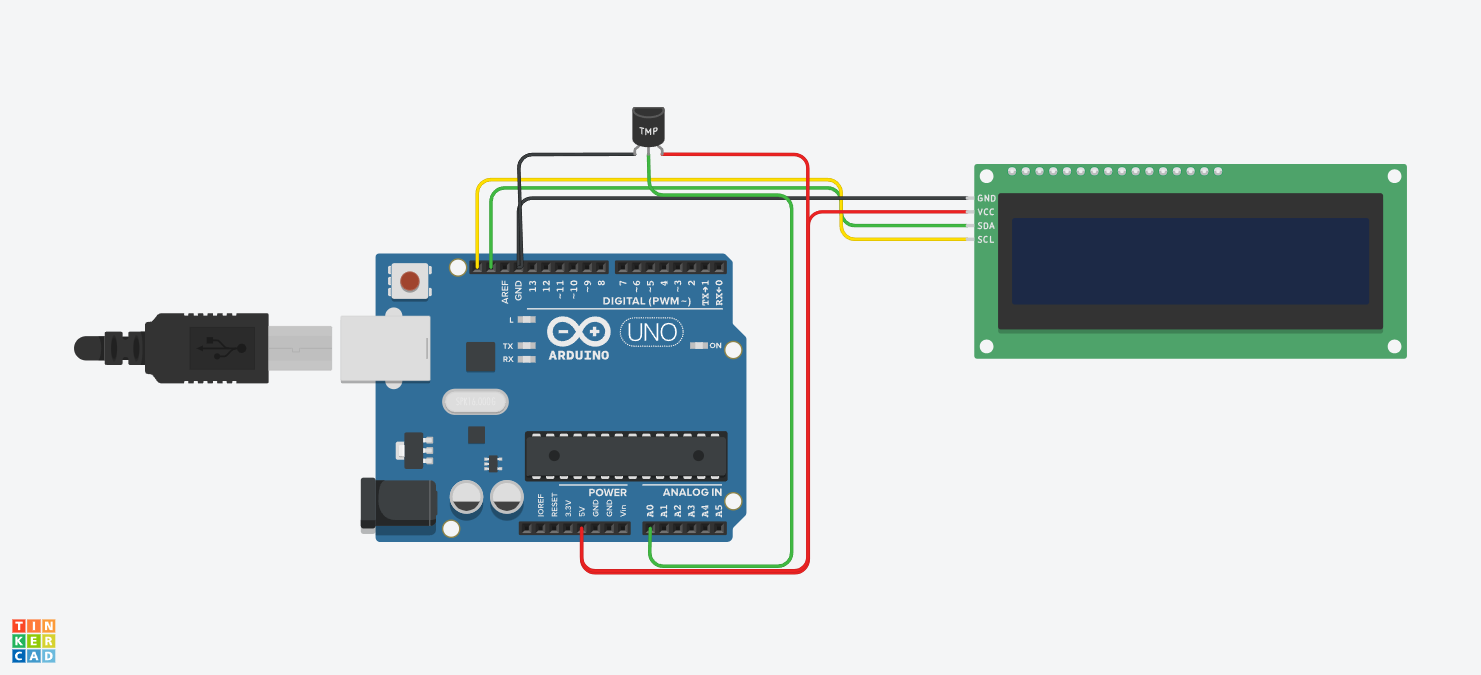 TMP
GND
VCC
SDA
SCL
AREF
GND
13
12
~11
~10
~9
8
7
~6
~5
4
~3
2
TX→1
RX←0
DIGITAL (PWM~)
L
TX
RX
UNO
ARDUINO
ON
POWER
ANALOG IN
IOREF
RESET
3.3V
5V
GND
GND
Vin
A0
A1
A2
A3
A4
A5
TIN
KER
CAD